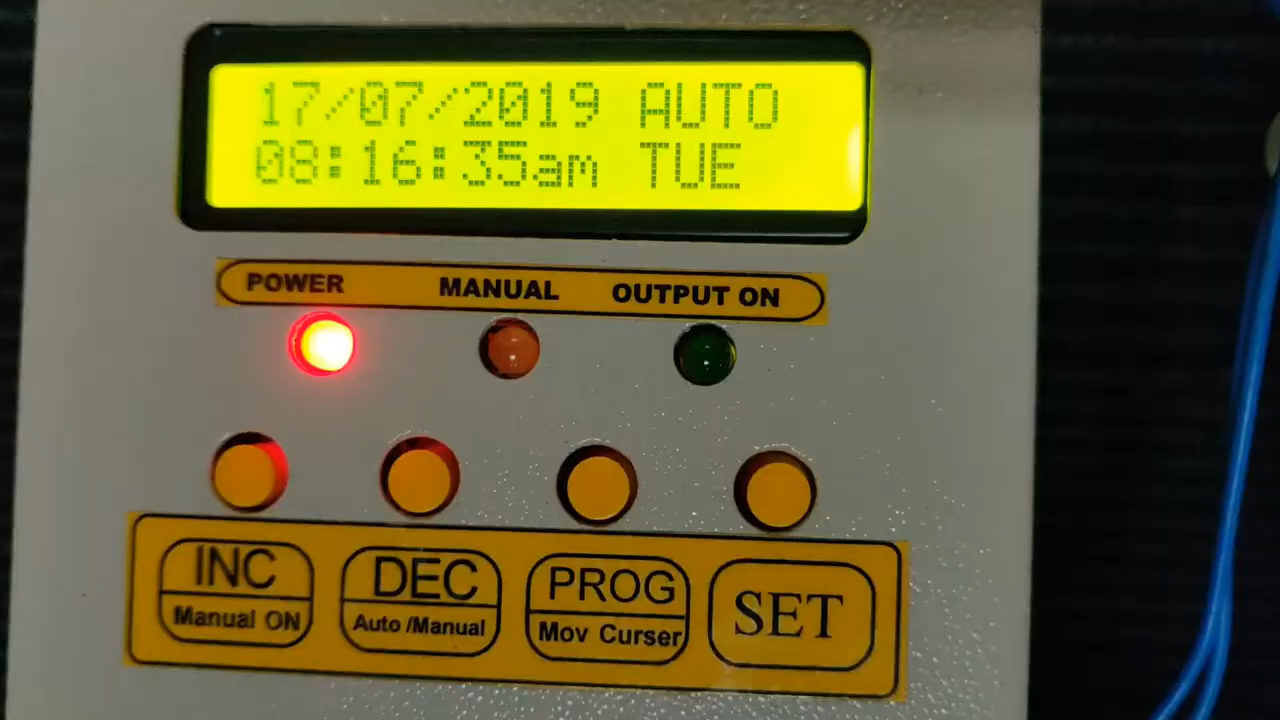 17/07/2019 AUTO
08:16:35am TUE
POWER MANUAL OUTPUT ON
INC DEC PROG SET
Manual ON Auto /Manual Mov Curser